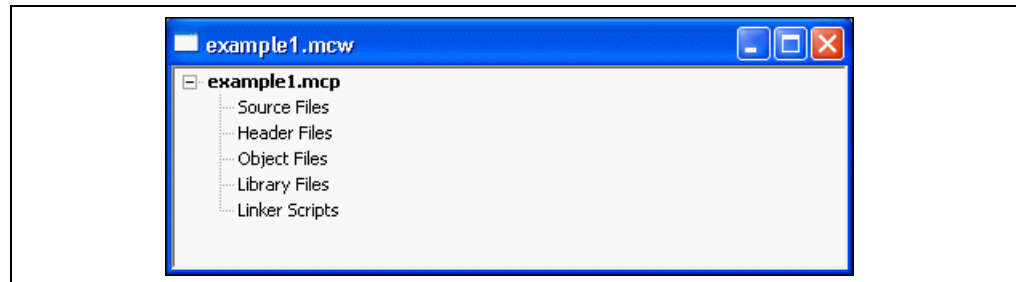 example1.mcw
example1.mcp
Source Files
Header Files
Object Files
Library Files
Linker Scripts